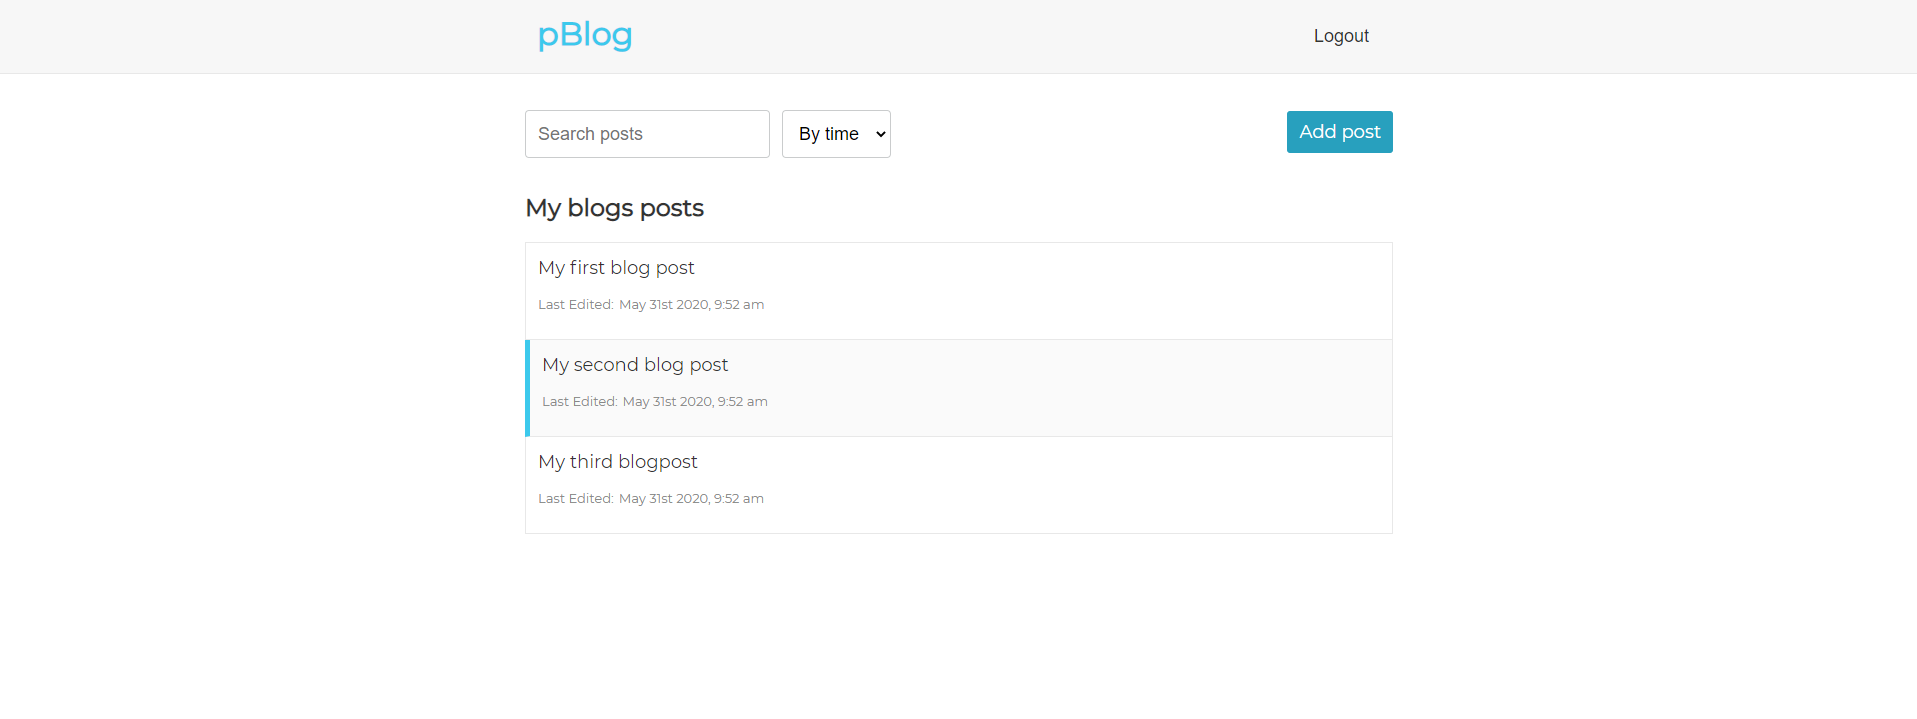 pBlog Logout
Search posts By time Add post
My blogs posts
My first blog post
Last Edited: May 31st 2020, 9:52 am
My second blog post
Last Edited: May 31st 2020, 9:52 am
My third blogpost
Last Edited: May 31st 2020, 9:52 am